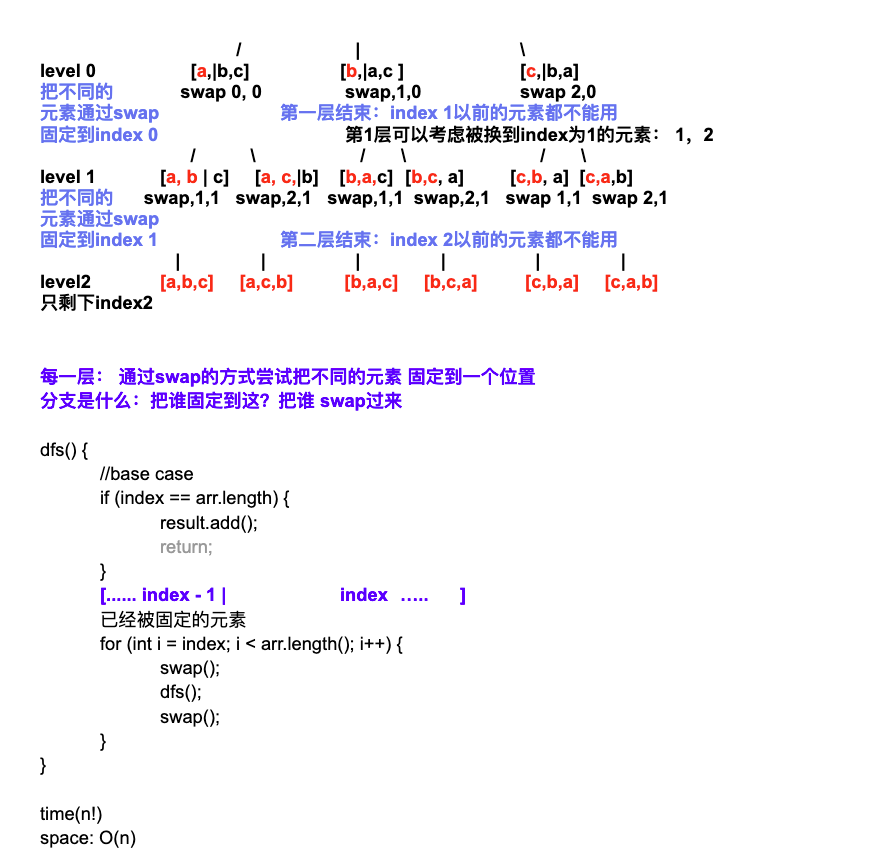 / | \
level 0 [a,|b,c] [b,|a,c ] [c,|b,a]
把不同的 swap 0, 0 swap,1,0 swap 2,0
元素通过swap 第一层结束：index 1以前的元素都不能用
固定到index 0 第1层可以考虑被换到index为1的元素： 1，2
/ \ / \ / \
level 1 [a, b | c] [a, c,|b] [b,a,c] [b,c, a] [c,b, a] [c,a,b]
把不同的 swap,1,1 swap,2,1 swap,1,1 swap,2,1 swap 1,1 swap 2,1
元素通过swap
固定到index 1 第二层结束：index 2以前的元素都不能用
| | | | | |
level2 [a,b,c] [a,c,b] [b,a,c] [b,c,a] [c,b,a] [c,a,b]
只剩下index2
每一层： 通过swap的方式尝试把不同的元素 固定到一个位置
分支是什么：把谁固定到这？把谁 swap过来
dfs() {
//base case
if (index == arr.length) {
result.add();
return;
}
[...... index - 1 | index ….. ]
已经被固定的元素
for (int i = index; i < arr.length(); i++) {
swap();
dfs();
swap();
}
}
time(n!)
space: O(n)